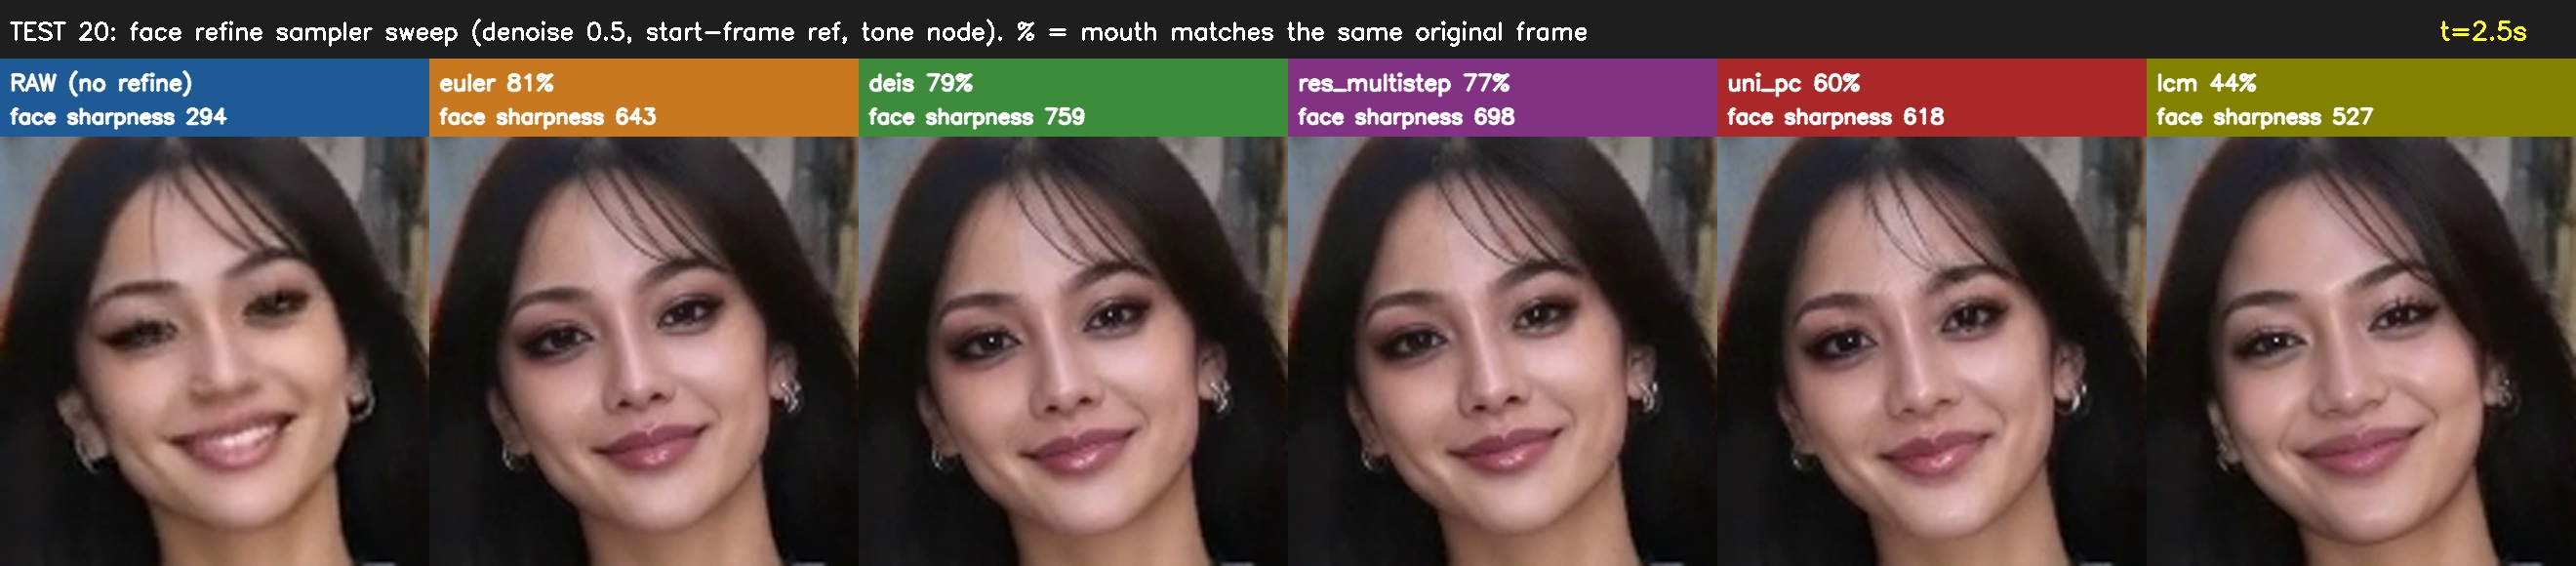 TEST 20: face refine sampler sweep (denoise 0.5, start-frame ref, tone node). % = mouth matches the same original frame
t=2.5s
RAW (no refine)
face sharpness 294
euler 81%
face sharpness 643
deis 79%
face sharpness 759
res_multistep 77%
face sharpness 698
uni_pc 60%
face sharpness 618
lcm 44%
face sharpness 527